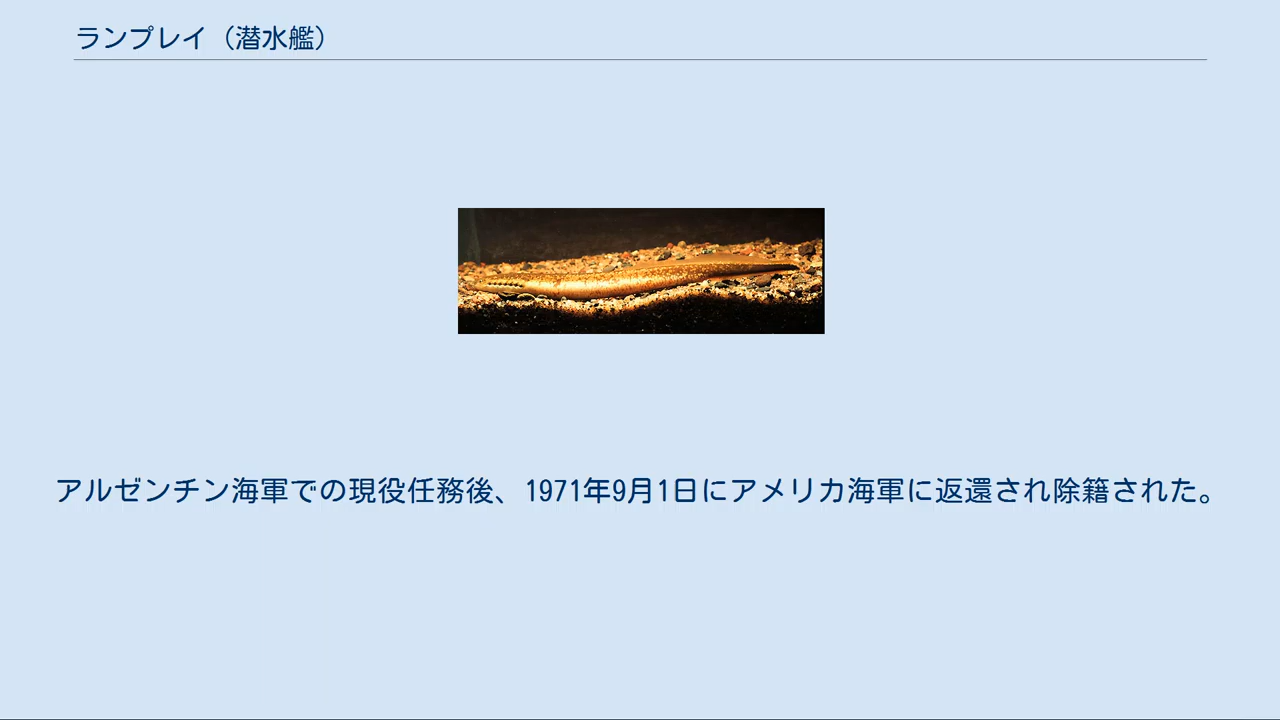 ランプレイ（潜水艦）
アルゼンチン海軍での現役任務後、1971年9月1日にアメリカ海軍に返還され除籍された。